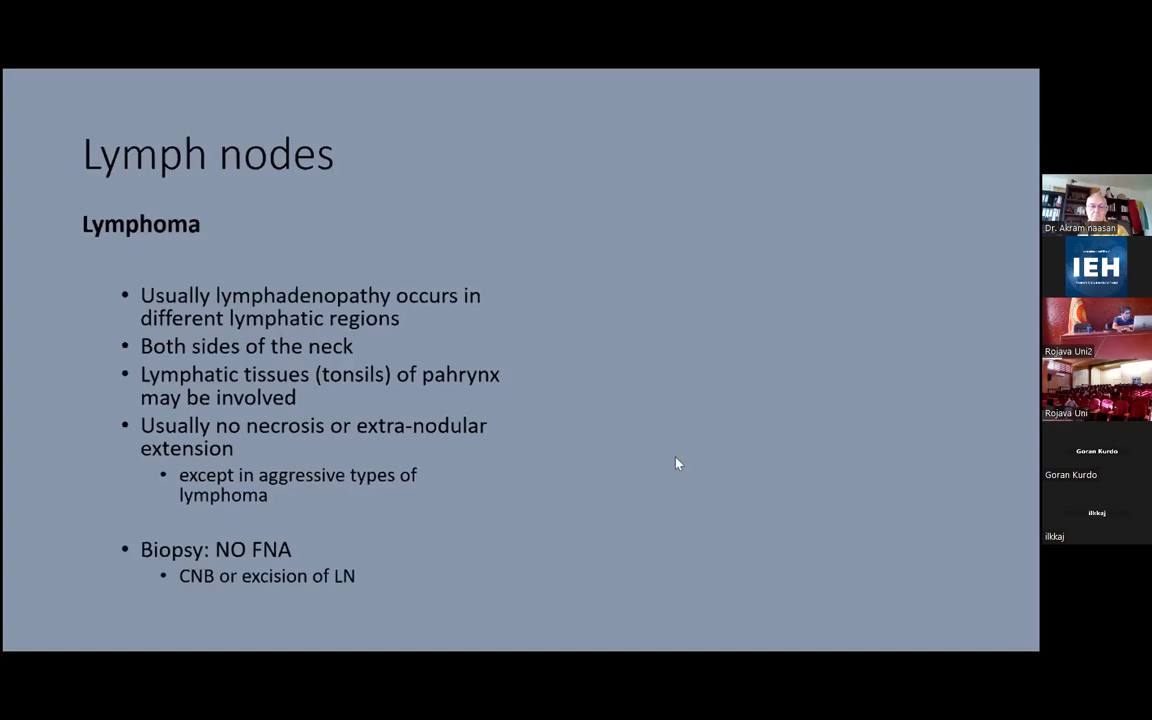 Lymph nodes
Lymphoma
• Usually lymphadenopathy occurs in
different lymphatic regions
• Both sides of the neck
• Lymphatic tissues (tonsils) of pahrynx
may be involved
• Usually no necrosis or extra-nodular
extension
• except in aggressive types of
lymphoma
• Biopsy: NO FNA
• CNB or excision of LN
Dr. Akram naasan
IEH
Rojava Uni2
Rojava Uni
Goran Kurdo
Goran Kurdo
ilkkaj
ilkkaj